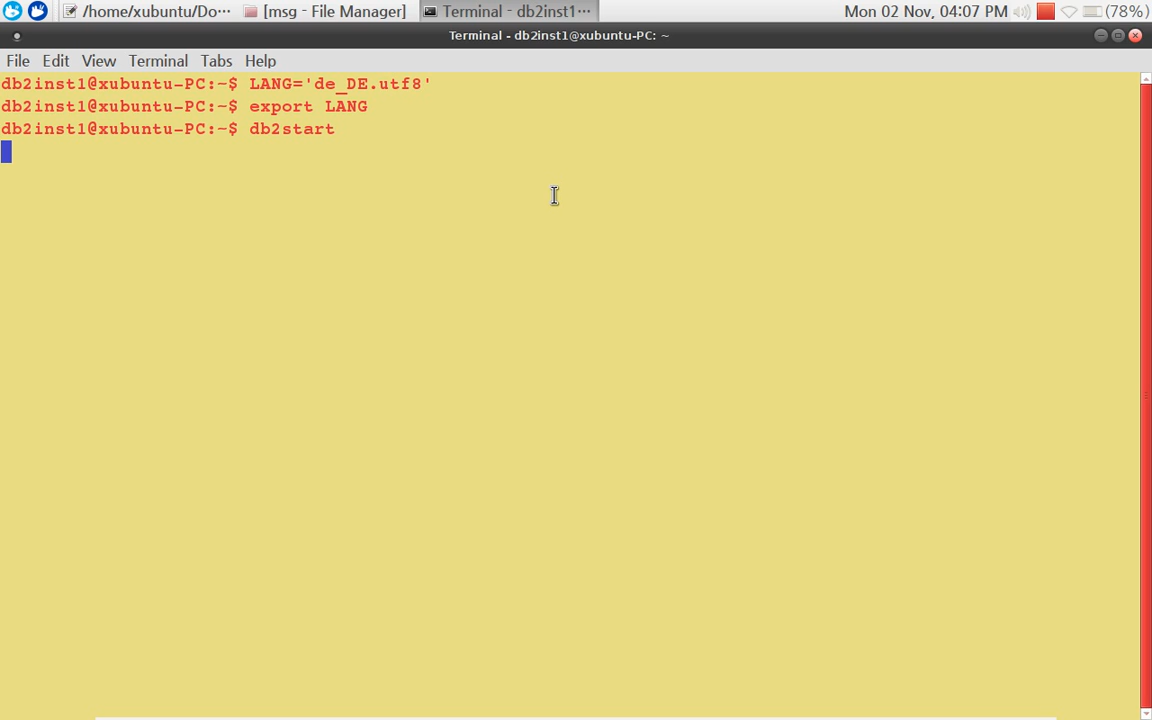 /home/xubuntu/Do··· [msg - File Manager] Terminal - db2inst1··· Mon 02 Nov, 04:07 PM (78%)
Terminal - db2inst1@xubuntu-PC: ~
File Edit View Terminal Tabs Help
db2inst1@xubuntu-PC:~$ LANG='de_DE.utf8'
db2inst1@xubuntu-PC:~$ export LANG
db2inst1@xubuntu-PC:~$ db2start